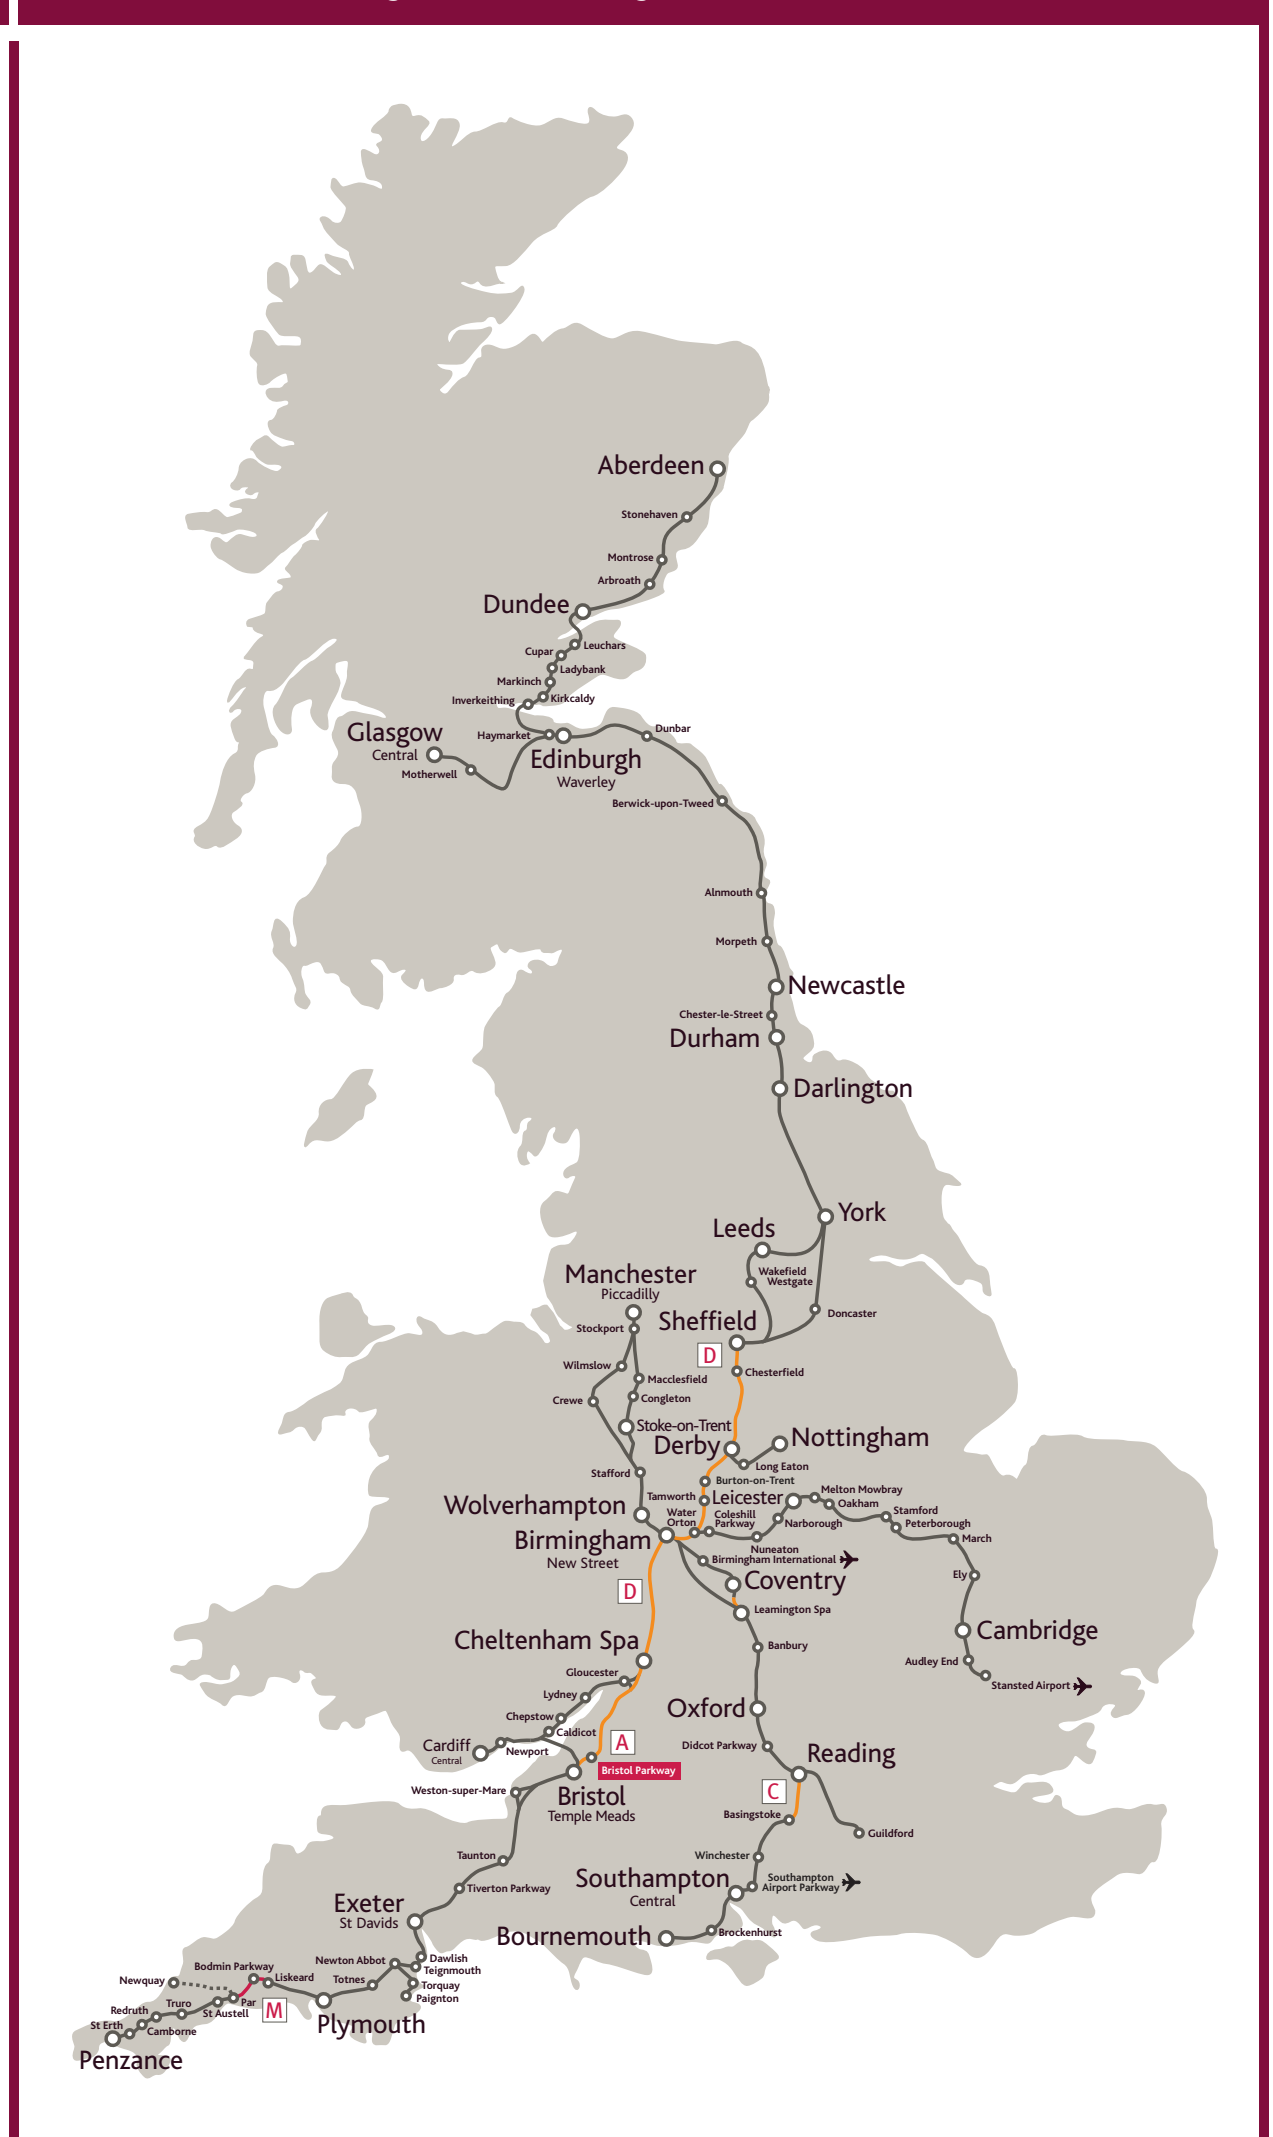 Aberdeen
Stonehaven
Montrose
Arbroath
Dundee
Leuchars
Cupar
Ladybank
Markinch
Kirkcaldy
Inverkeithing
Glasgow
Central
Motherwell
Haymarket
Edinburgh
Waverley
Dunbar
Berwick-upon-Tweed
Alnmouth
Morpeth
Newcastle
Chester-le-Street
Durham
Darlington
York
Leeds
Wakefield
Westgate
Manchester
Piccadilly
Doncaster
Sheffield
Stockport
D
Wilmslow
Chesterfield
Macclesfield
Crewe
Congleton
Stoke-on-Trent
Derby
Nottingham
Long Eaton
Stafford
Burton-on-Trent
Tamworth
Leicester
Melton Mowbray
Oakham
Stamford
Peterborough
March
Wolverhampton
Water
Orton
Coleshill
Parkway
Narborough
Birmingham
New Street
Nuneaton
Birmingham International
Ely
Coventry
D
Leamington Spa
Cambridge
Cheltenham Spa
Banbury
Audley End
Stansted Airport
Gloucester
Lydney
Chepstow
Caldicot
Oxford
Cardiff
Central
Newport
A
Didcot Parkway
Reading
Bristol Parkway
Weston-super-Mare
Bristol
Temple Meads
C
Basingstoke
Guildford
Taunton
Winchester
Southampton
Central
Southampton
Airport Parkway
Tiverton Parkway
Exeter
St Davids
Bournemouth
Brockenhurst
Dawlish
Teignmouth
Newton Abbot
Torquay
Paignton
Totnes
Bodmin Parkway
Liskeard
Newquay
Plymouth
Par
M
St Austell
Truro
Redruth
Camborne
St Erth
Penzance